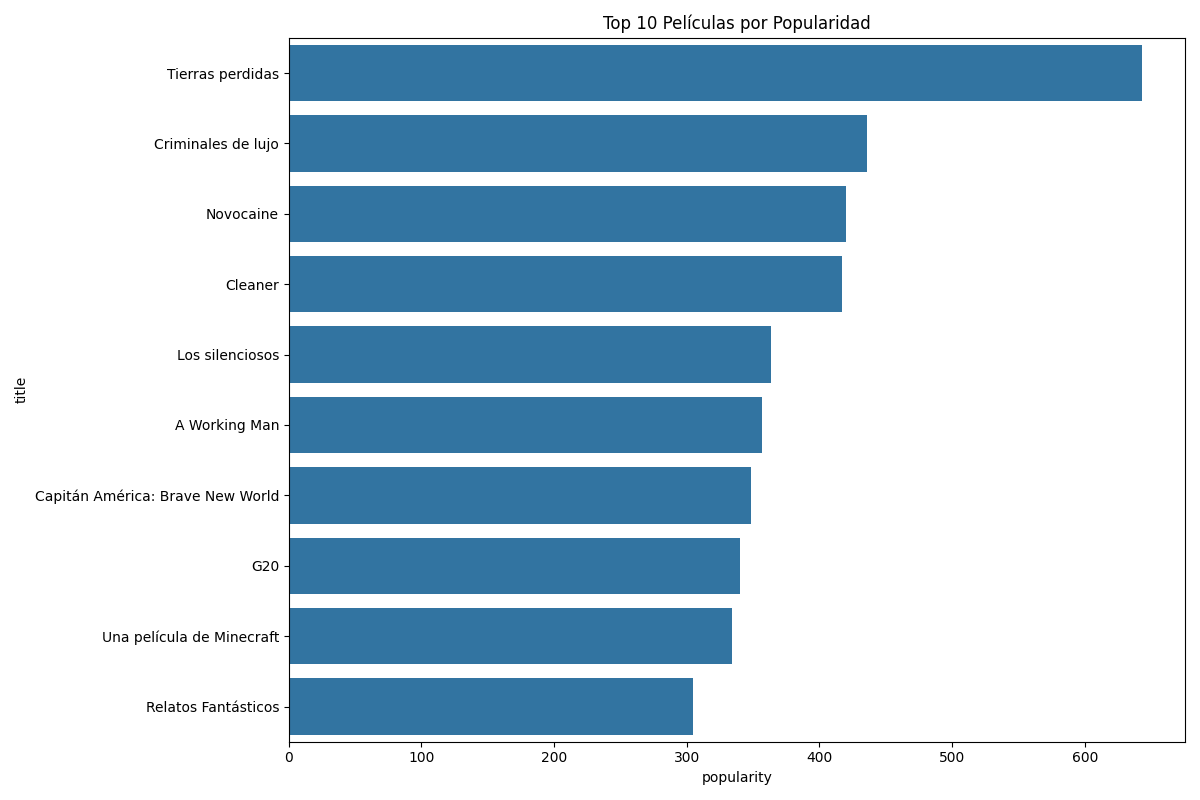 Top 10 Películas por Popularidad
Tierras perdidas
Criminales de lujo
Novocaine
Cleaner
Los silenciosos
A Working Man
Capitán América: Brave New World
G20
Una película de Minecraft
Relatos Fantásticos
title
0 100 200 300 400 500 600
popularity